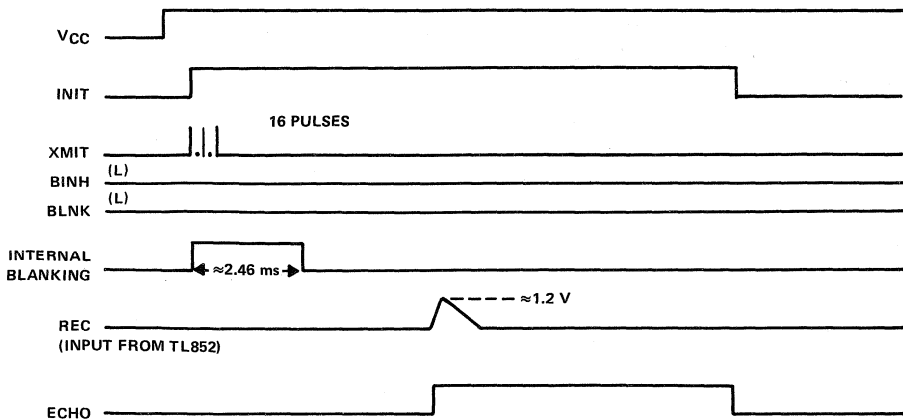 VCC
INIT
16 PULSES
XMIT
(L)
BINH
(L)
BLNK
INTERNAL
BLANKING
≈2.46 ms
≈1.2 V
REC
(INPUT FROM TL852)
ECHO